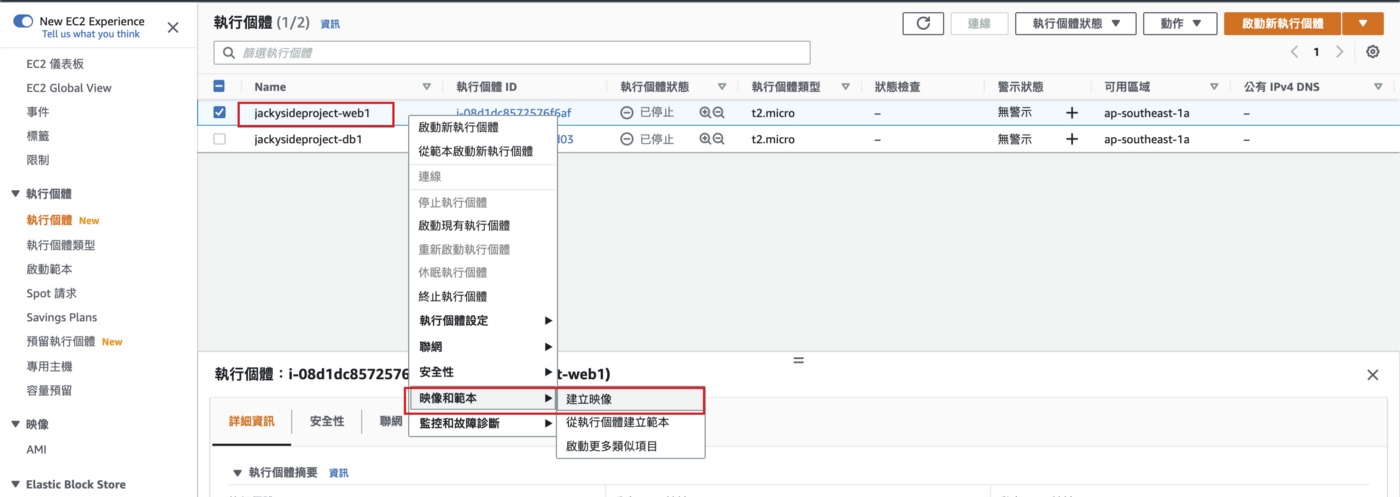 New EC2 Experience
Tell us what you think
EC2 儀表板
EC2 Global View
事件
標籤
限制
執行個體
執行個體 New
執行個體類型
啟動範本
Spot 請求
Savings Plans
預留執行個體 New
專用主機
容量預留
映像
AMI
Elastic Block Store
執行個體 (1/2) 資訊
連線
執行個體狀態
動作
啟動新執行個體
篩選執行個體
1
Name 執行個體 ID 執行個體狀態 執行個體類型 狀態檢查 警示狀態 可用區域 公有 IPv4 DNS
jackysideproject-web1 i-08d1dc8572576f6af 已停止 t2.micro – 無警示 + ap-southeast-1a –
jackysideproject-db1 已停止 t2.micro – 無警示 + ap-southeast-1a –
啟動新執行個體
從範本啟動新執行個體
連線
停止執行個體
啟動現有執行個體
重新啟動執行個體
休眠執行個體
終止執行個體
執行個體設定
聯網
安全性
映像和範本
監控和故障診斷
建立映像
從執行個體建立範本
啟動更多類似項目
執行個體：i-08d1dc8572576 t-web1)
詳細資訊 安全性 聯網
執行個體摘要 資訊